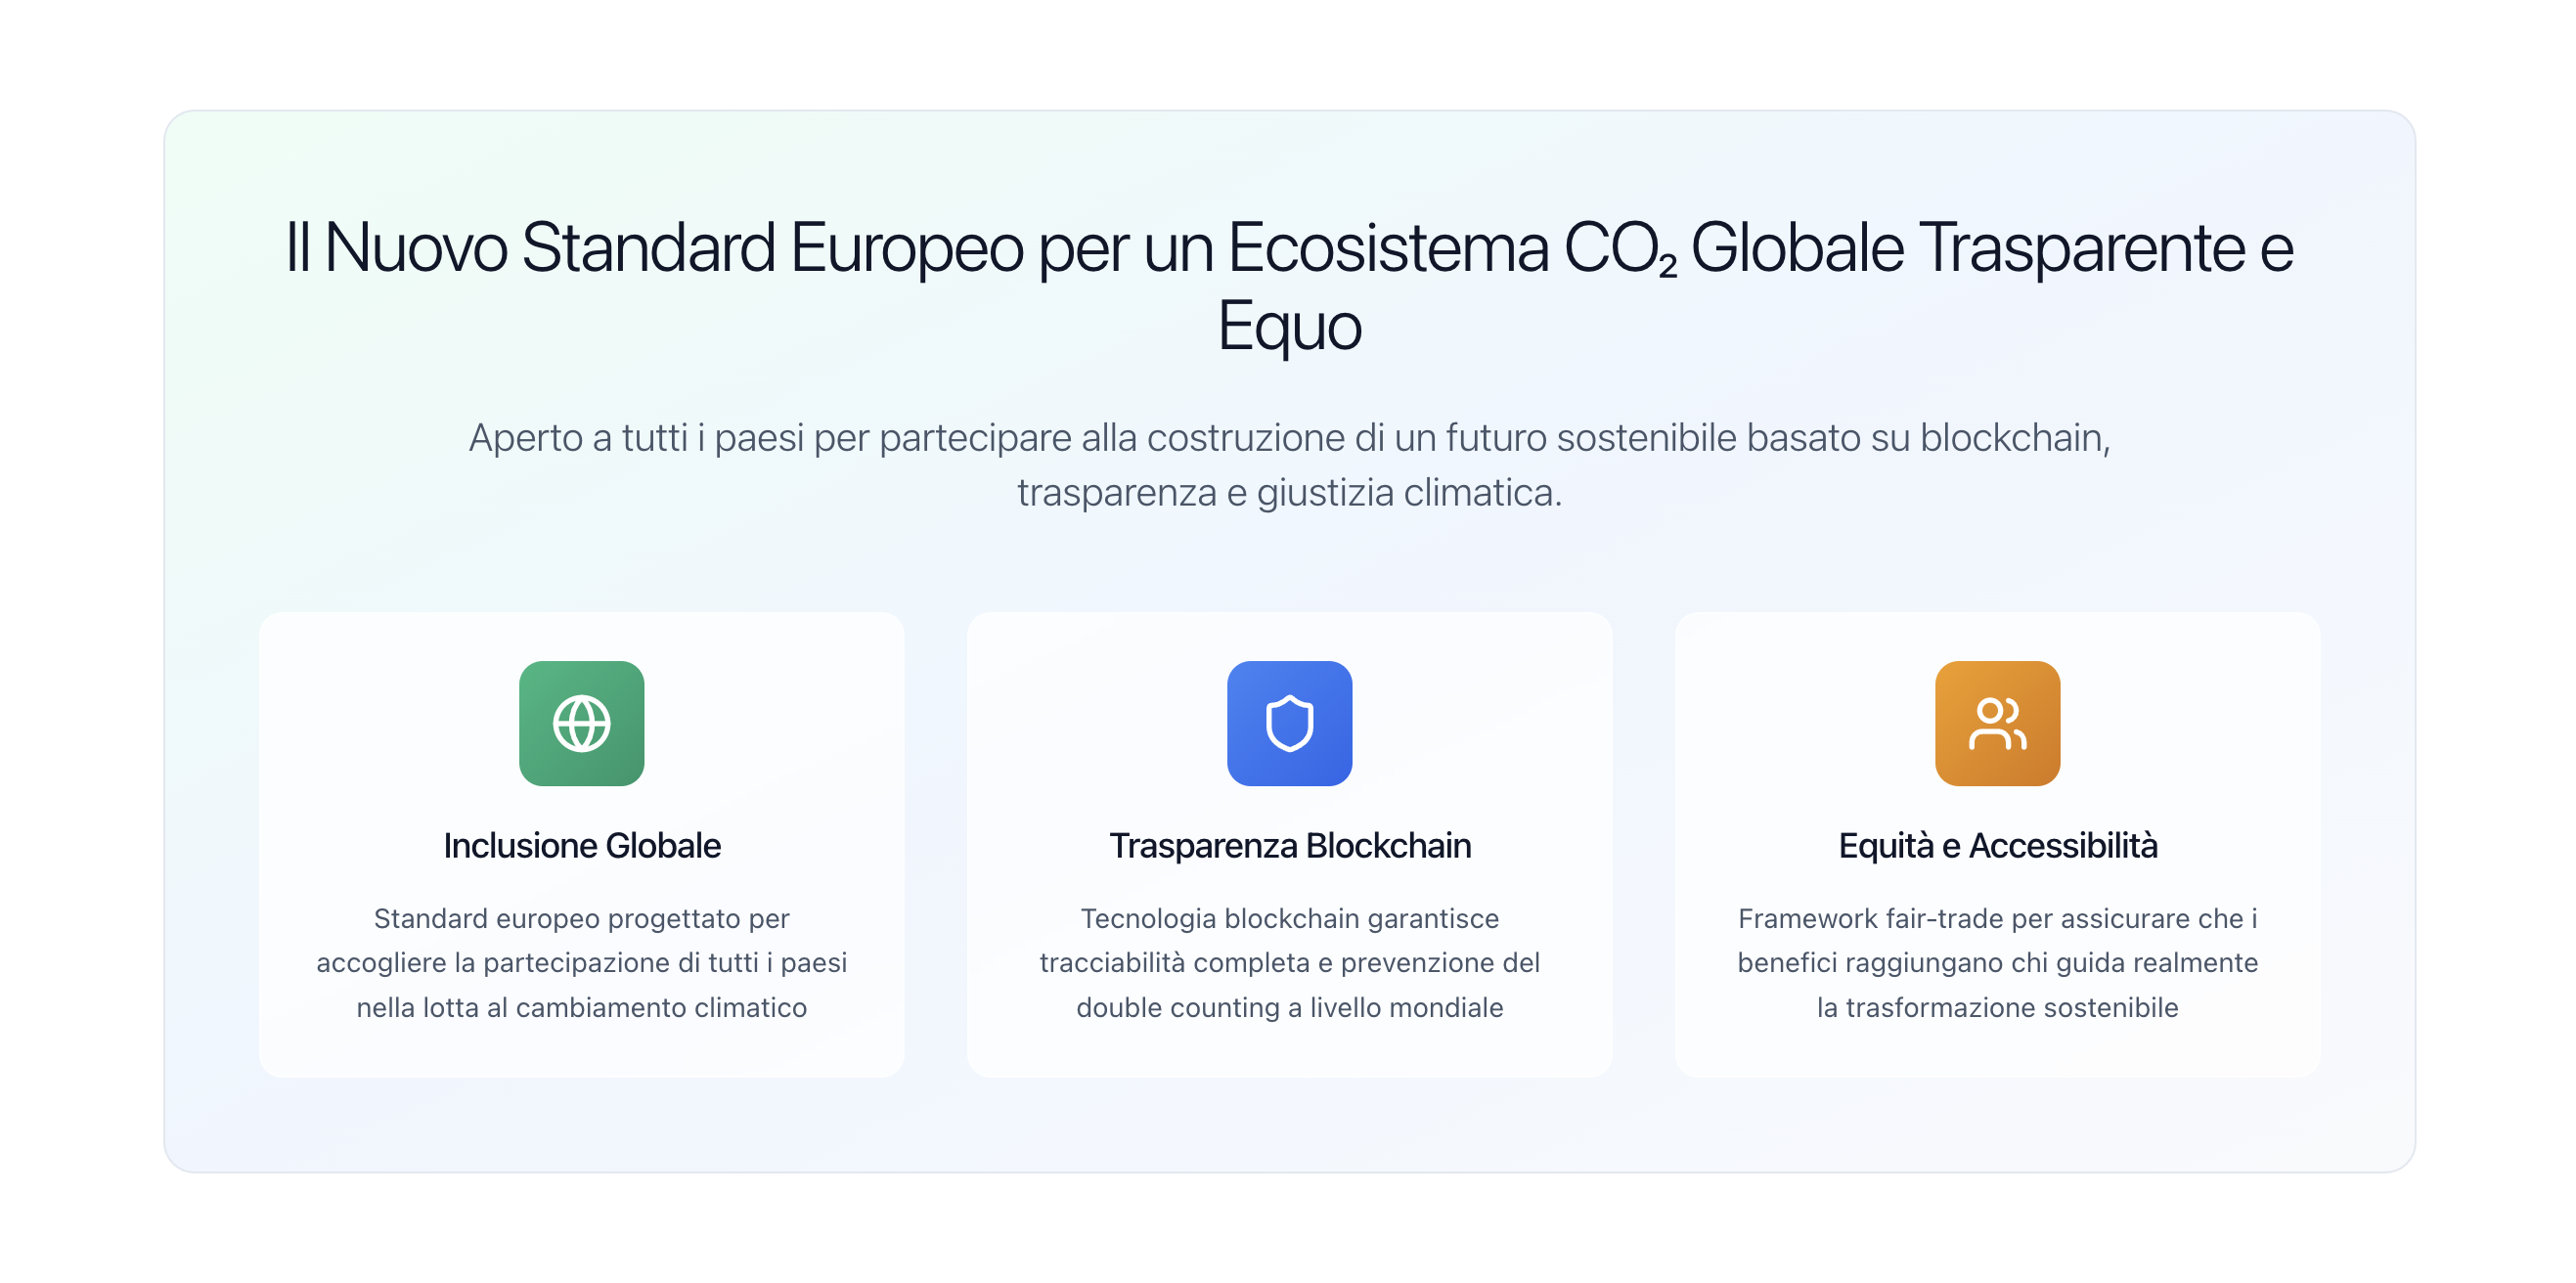 Il Nuovo Standard Europeo per un Ecosistema CO₂ Globale Trasparente e
Equo
Aperto a tutti i paesi per partecipare alla costruzione di un futuro sostenibile basato su blockchain,
trasparenza e giustizia climatica.
Inclusione Globale
Standard europeo progettato per
accogliere la partecipazione di tutti i paesi
nella lotta al cambiamento climatico
Trasparenza Blockchain
Tecnologia blockchain garantisce
tracciabilità completa e prevenzione del
double counting a livello mondiale
Equità e Accessibilità
Framework fair-trade per assicurare che i
benefici raggiungano chi guida realmente
la trasformazione sostenibile